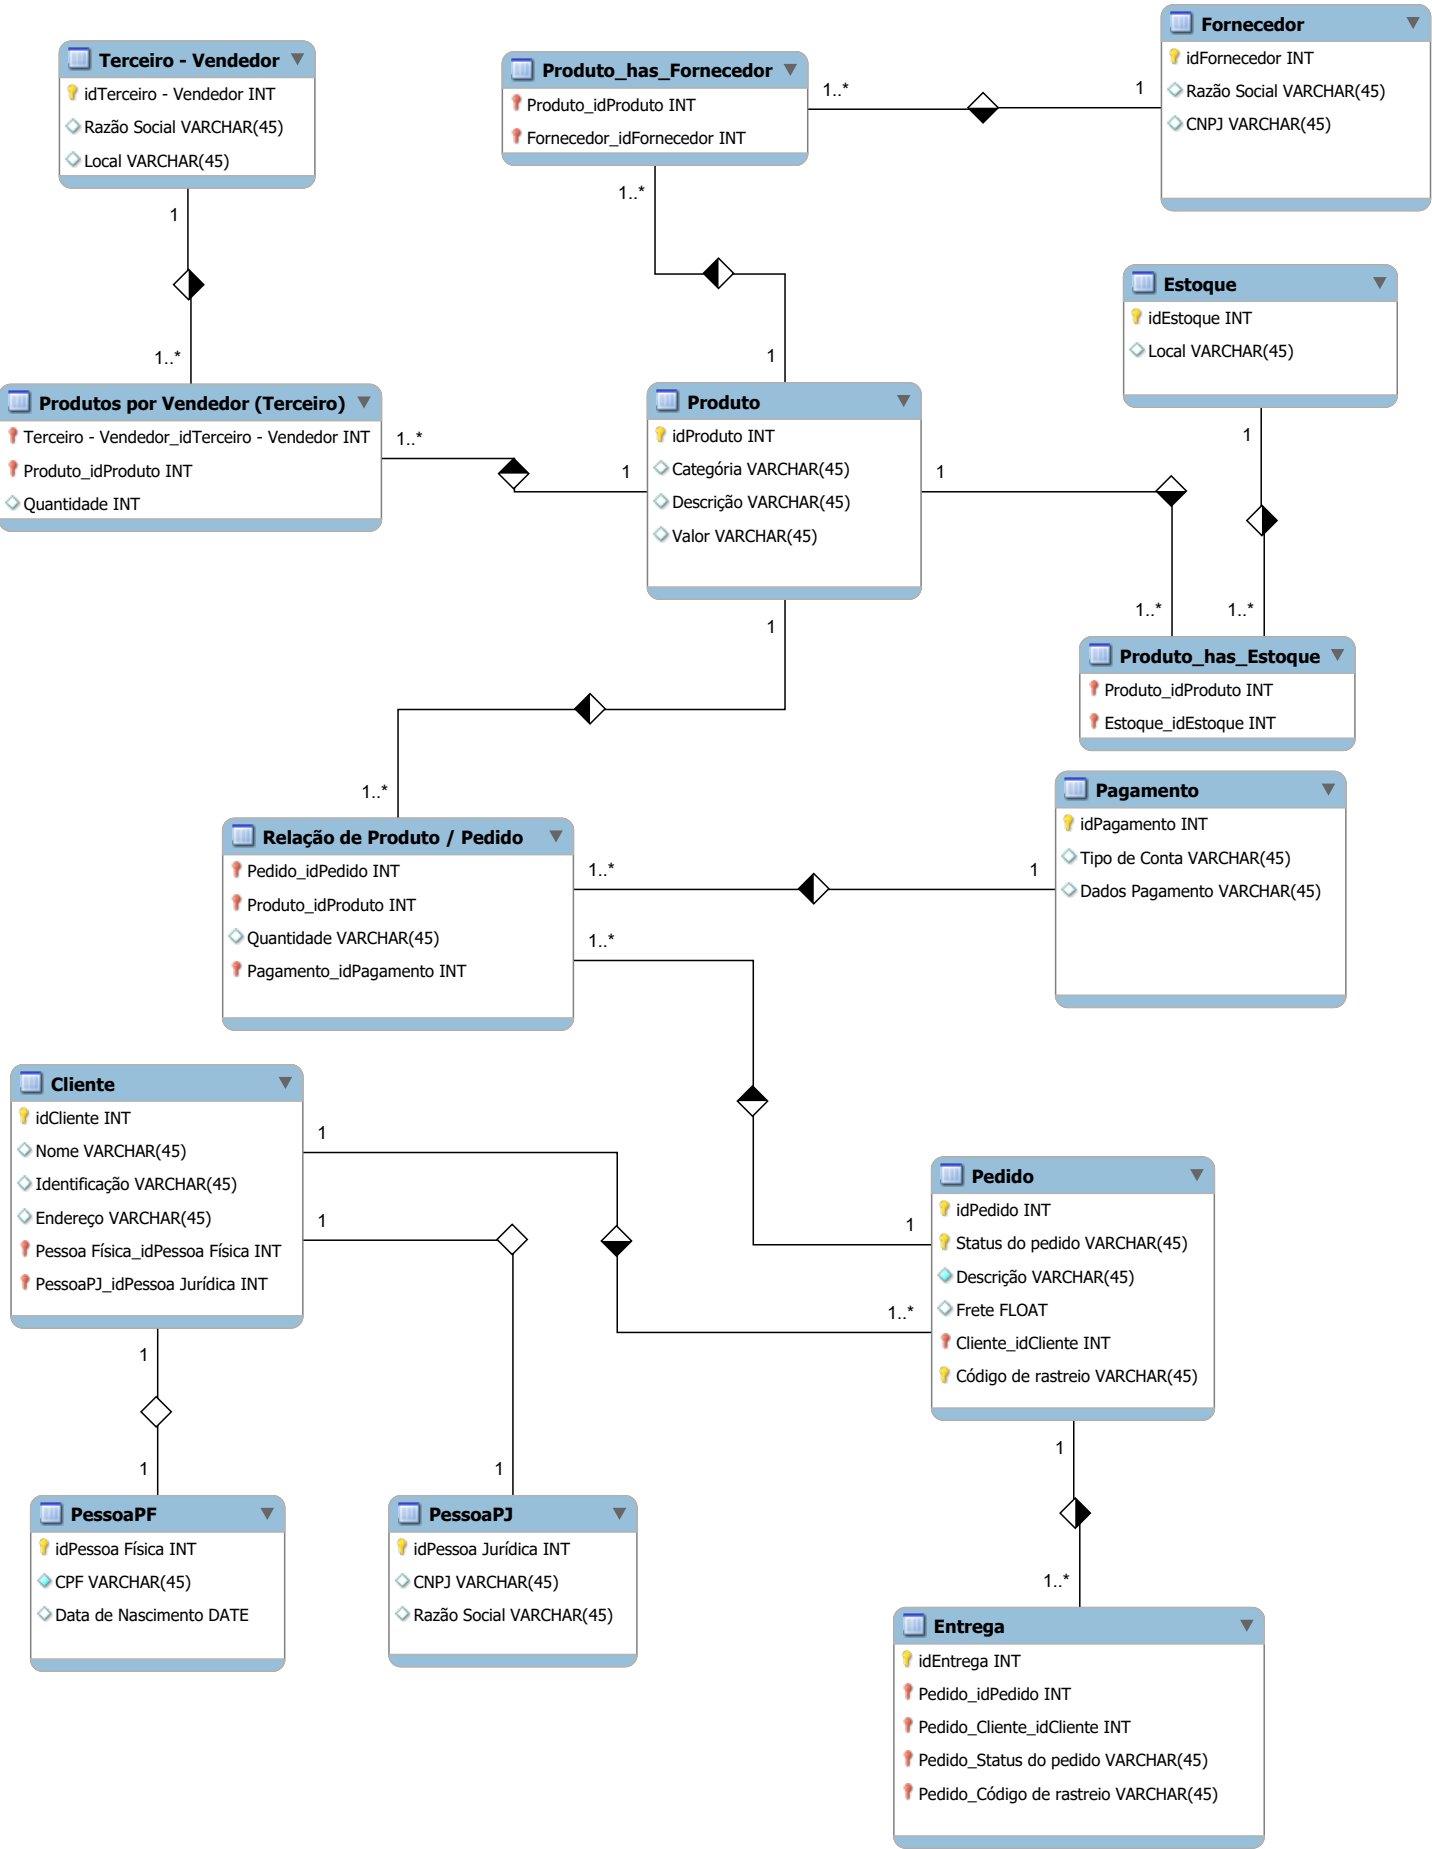 Terceiro - Vendedor
idTerceiro - Vendedor INT
Razão Social VARCHAR(45)
Local VARCHAR(45)
Produto_has_Fornecedor
Produto_idProduto INT
Fornecedor_idFornecedor INT
Fornecedor
idFornecedor INT
Razão Social VARCHAR(45)
CNPJ VARCHAR(45)
1..*
1
1
1..*
1..*
1
Estoque
idEstoque INT
Local VARCHAR(45)
Produtos por Vendedor (Terceiro)
Terceiro - Vendedor_idTerceiro - Vendedor INT
Produto_idProduto INT
Quantidade INT
1..*
1
Produto
idProduto INT
Categória VARCHAR(45)
Descrição VARCHAR(45)
Valor VARCHAR(45)
1
1
1..*
1..*
1
1..*
Produto_has_Estoque
Produto_idProduto INT
Estoque_idEstoque INT
Relação de Produto / Pedido
Pedido_idPedido INT
Produto_idProduto INT
Quantidade VARCHAR(45)
Pagamento_idPagamento INT
1..*
1
Pagamento
idPagamento INT
Tipo de Conta VARCHAR(45)
Dados Pagamento VARCHAR(45)
1..*
1
Cliente
idCliente INT
Nome VARCHAR(45)
Identificação VARCHAR(45)
Endereço VARCHAR(45)
Pessoa Física_idPessoa Física INT
PessoaPJ_idPessoa Jurídica INT
1
1
1..*
Pedido
idPedido INT
Status do pedido VARCHAR(45)
Descrição VARCHAR(45)
Frete FLOAT
Cliente_idCliente INT
Código de rastreio VARCHAR(45)
1
1
1
PessoaPF
idPessoa Física INT
CPF VARCHAR(45)
Data de Nascimento DATE
PessoaPJ
idPessoa Jurídica INT
CNPJ VARCHAR(45)
Razão Social VARCHAR(45)
1
1..*
Entrega
idEntrega INT
Pedido_idPedido INT
Pedido_Cliente_idCliente INT
Pedido_Status do pedido VARCHAR(45)
Pedido_Código de rastreio VARCHAR(45)